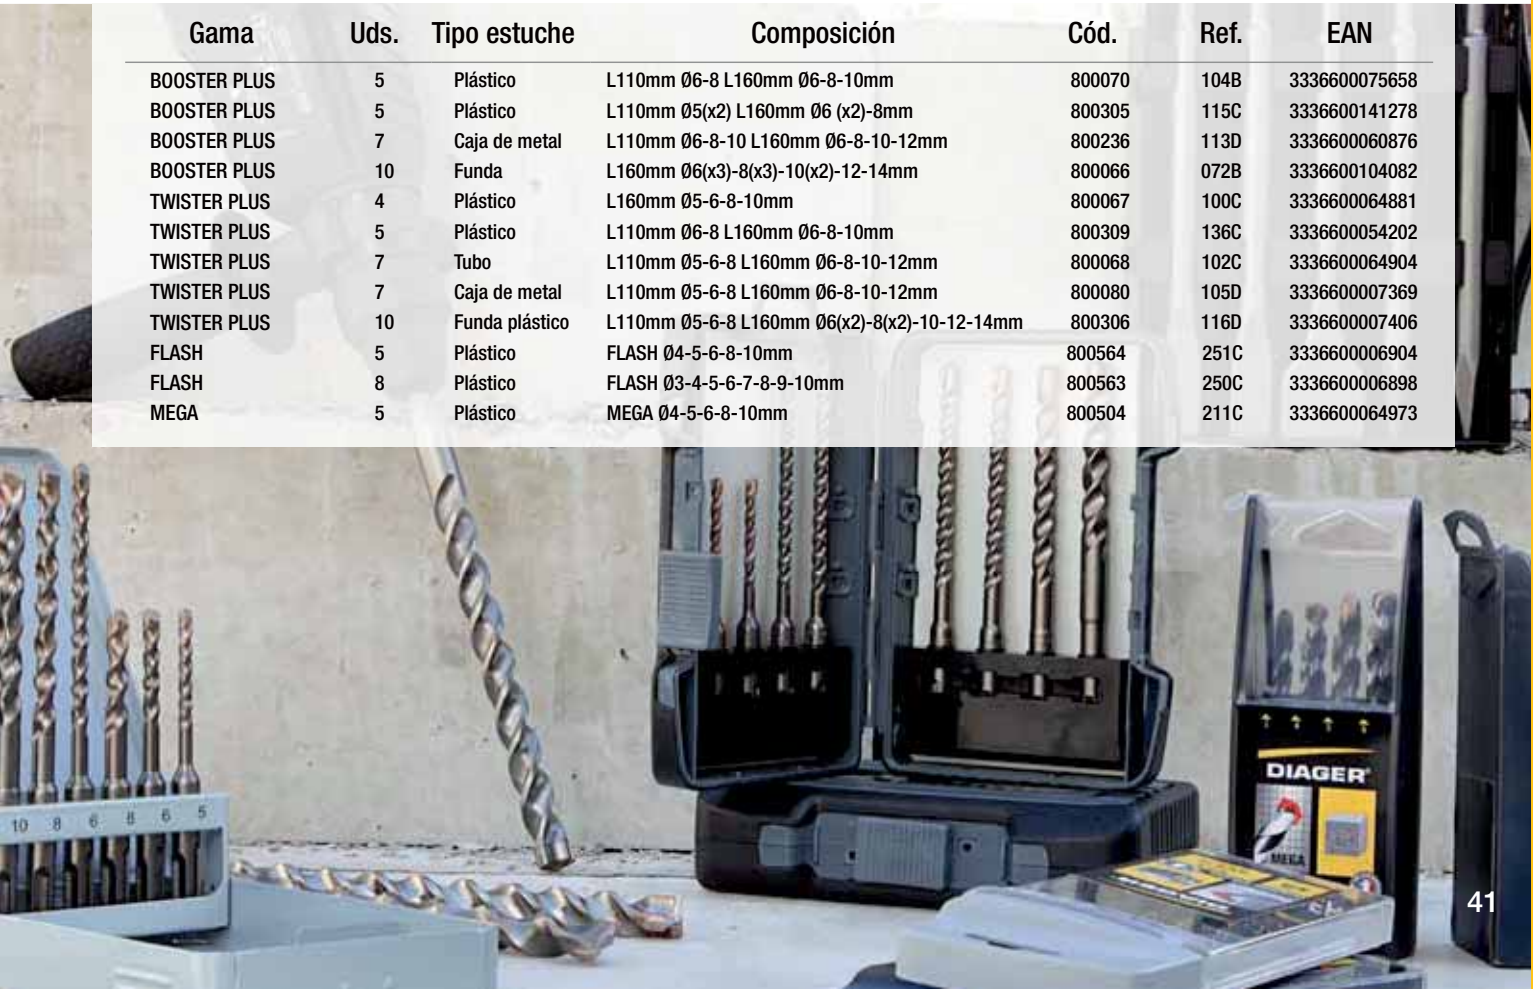 Gama Uds. Tipo estuche Composición Cód. Ref. EAN
BOOSTER PLUS 5 Plástico L110mm Ø6-8 L160mm Ø6-8-10mm 800070 104B 3336600075658
BOOSTER PLUS 5 Plástico L110mm Ø5(x2) L160mm Ø6 (x2)-8mm 800305 115C 3336600141278
BOOSTER PLUS 7 Caja de metal L110mm Ø6-8-10 L160mm Ø6-8-10-12mm 800236 113D 3336600060876
BOOSTER PLUS 10 Funda L160mm Ø6(x3)-8(x3)-10(x2)-12-14mm 800066 072B 3336600104082
TWISTER PLUS 4 Plástico L160mm Ø5-6-8-10mm 800067 100C 3336600064881
TWISTER PLUS 5 Plástico L110mm Ø6-8 L160mm Ø6-8-10mm 800309 136C 3336600054202
TWISTER PLUS 7 Tubo L110mm Ø5-6-8 L160mm Ø6-8-10-12mm 800068 102C 3336600064904
TWISTER PLUS 7 Caja de metal L110mm Ø5-6-8 L160mm Ø6-8-10-12mm 800080 105D 3336600007369
TWISTER PLUS 10 Funda plástico L110mm Ø5-6-8 L160mm Ø6(x2)-8(x2)-10-12-14mm 800306 116D 3336600007406
FLASH 5 Plástico FLASH Ø4-5-6-8-10mm 800564 251C 3336600006904
FLASH 8 Plástico FLASH Ø3-4-5-6-7-8-9-10mm 800563 250C 3336600006898
MEGA 5 Plástico MEGA Ø4-5-6-8-10mm 800504 211C 3336600064973
DIAGER
MEGA
10 8 6 8 6 5
41